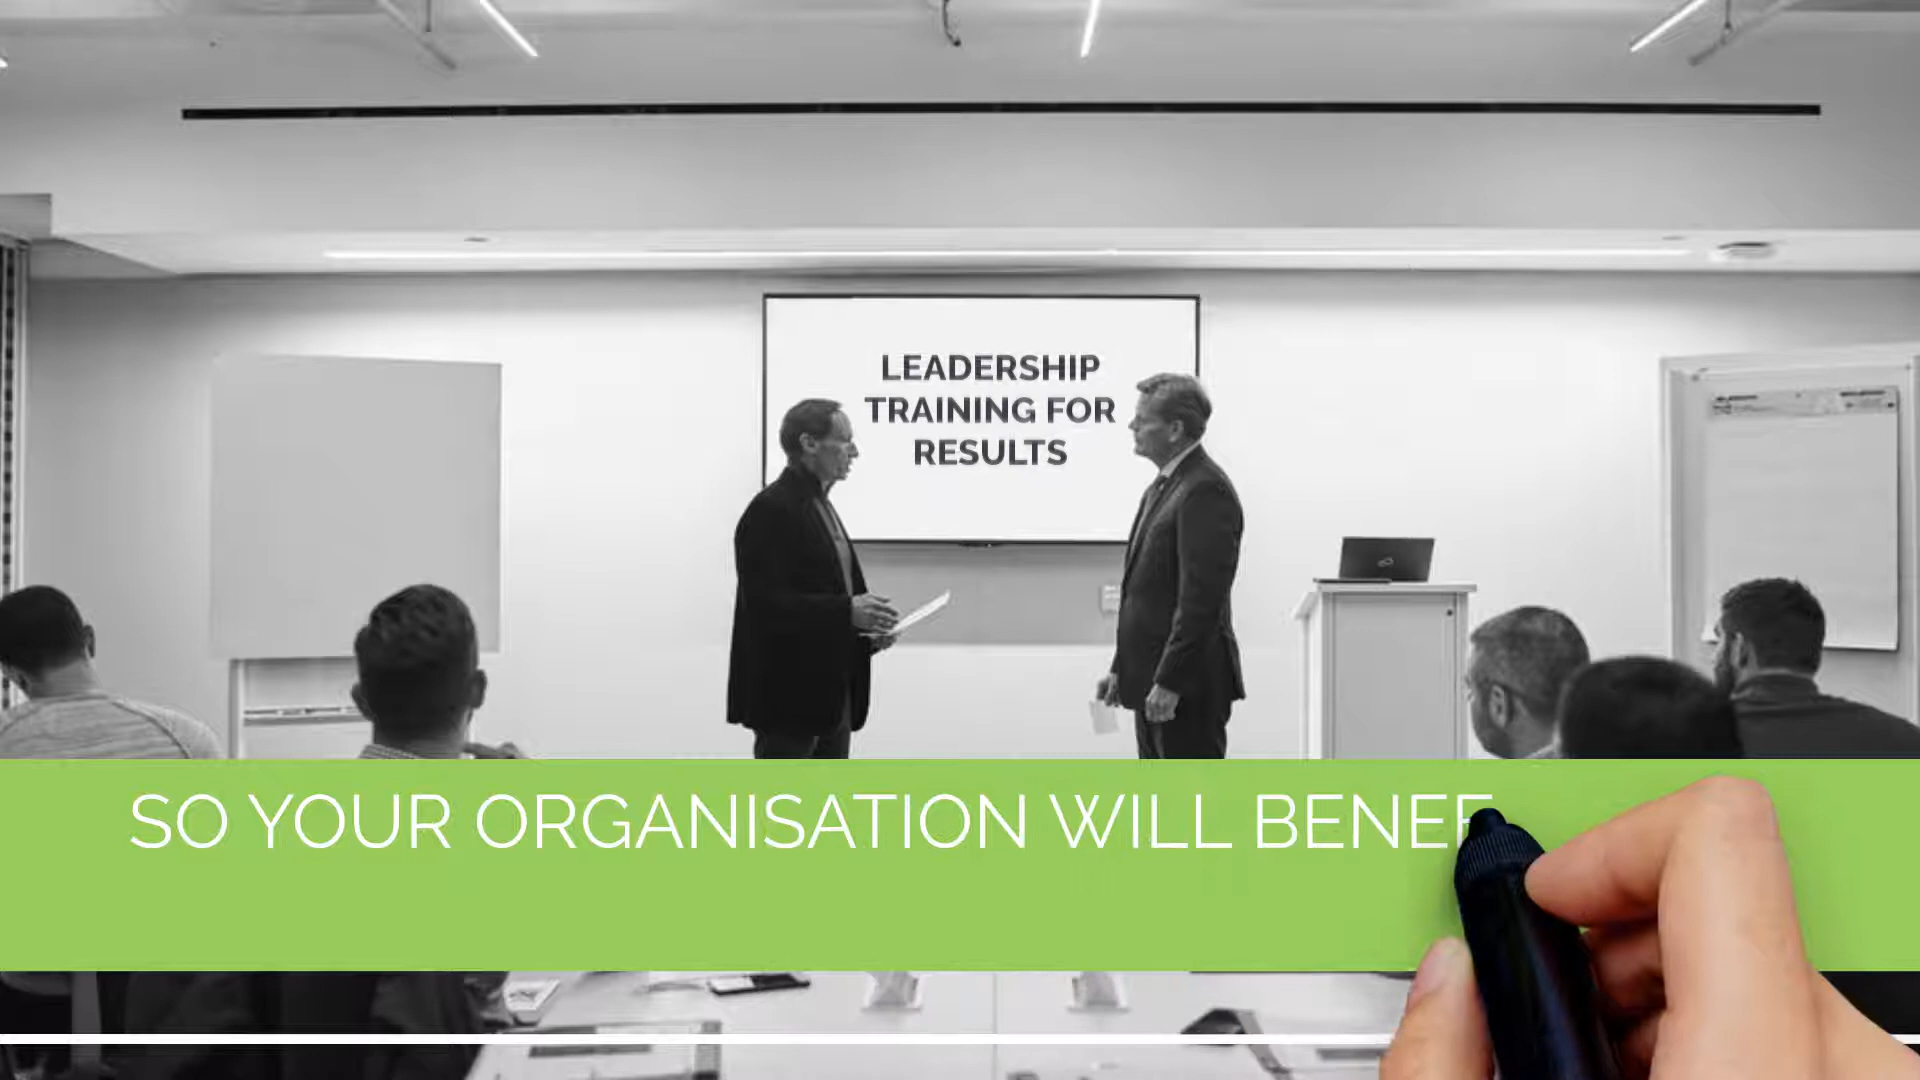 LEADERSHIP
TRAINING FOR
RESULTS
SO YOUR ORGANISATION WILL BENEF